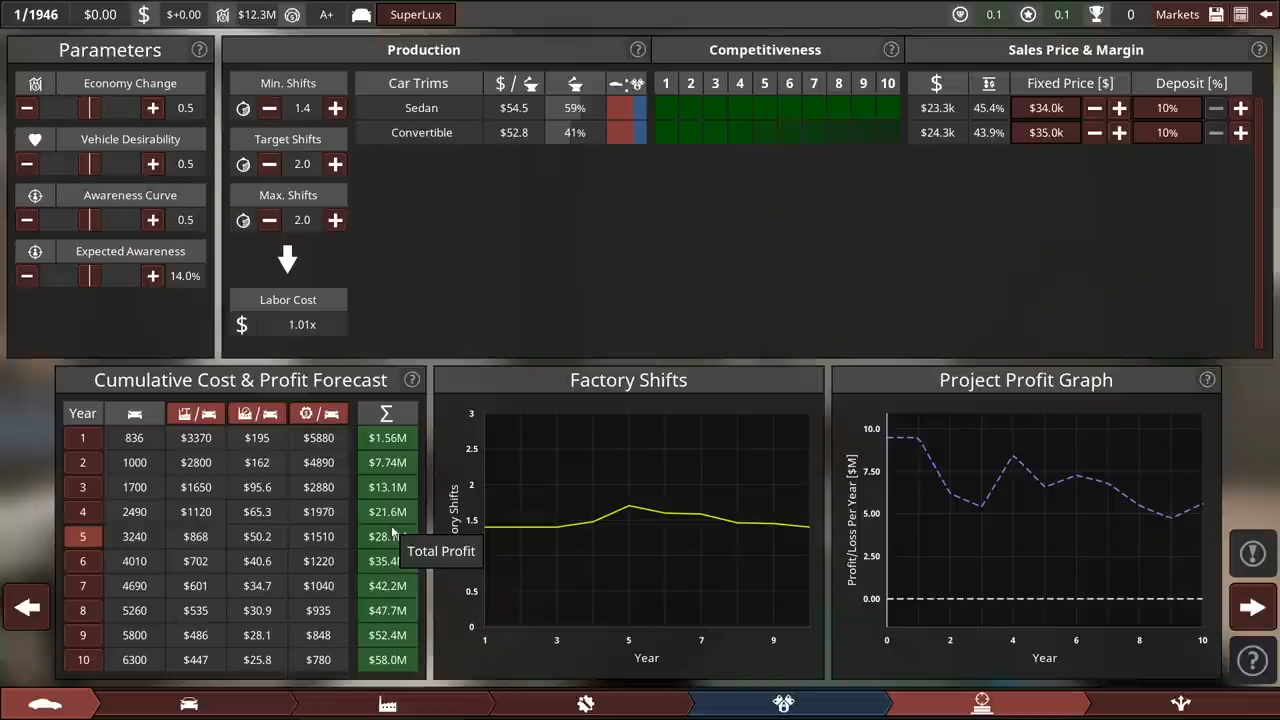 1/1946 $0.00 $ $+0.00 $12.3M A+ SuperLux 0.1 0.1 0 Markets
Parameters ?
Economy Change
0.5
Vehicle Desirability
0.5
Awareness Curve
0.5
Expected Awareness
14.0%
Production ? Competitiveness ? Sales Price & Margin ?
Min. Shifts
1.4
Target Shifts
2.0
Max. Shifts
2.0
Labor Cost
$ 1.01x
Car Trims $ / 1 2 3 4 5 6 7 8 9 10 $ Fixed Price [$] Deposit [%]
Sedan $54.5 59% $23.3k 45.4% $34.0k 10%
Convertible $52.8 41% $24.3k 43.9% $35.0k 10%
Cumulative Cost & Profit Forecast ?
Year / / / Σ
1 836 $3370 $195 $5880 $1.56M
2 1000 $2800 $162 $4890 $7.74M
3 1700 $1650 $95.6 $2880 $13.1M
4 2490 $1120 $65.3 $1970 $21.6M
5 3240 $868 $50.2 $1510 $28.
6 4010 $702 $40.6 $1220 $35.4
7 4690 $601 $34.7 $1040 $42.2M
8 5260 $535 $30.9 $935 $47.7M
9 5800 $486 $28.1 $848 $52.4M
10 6300 $447 $25.8 $780 $58.0M
Total Profit
Factory Shifts
3
2.5
2
1.5
0.5
0
ory Shifts
1 3 5 7 9
Year
Project Profit Graph ?
10.0
7.50
5.00
2.50
0.00
Profit/Loss Per Year [$M]
0 2 4 6 8 10
Year
?